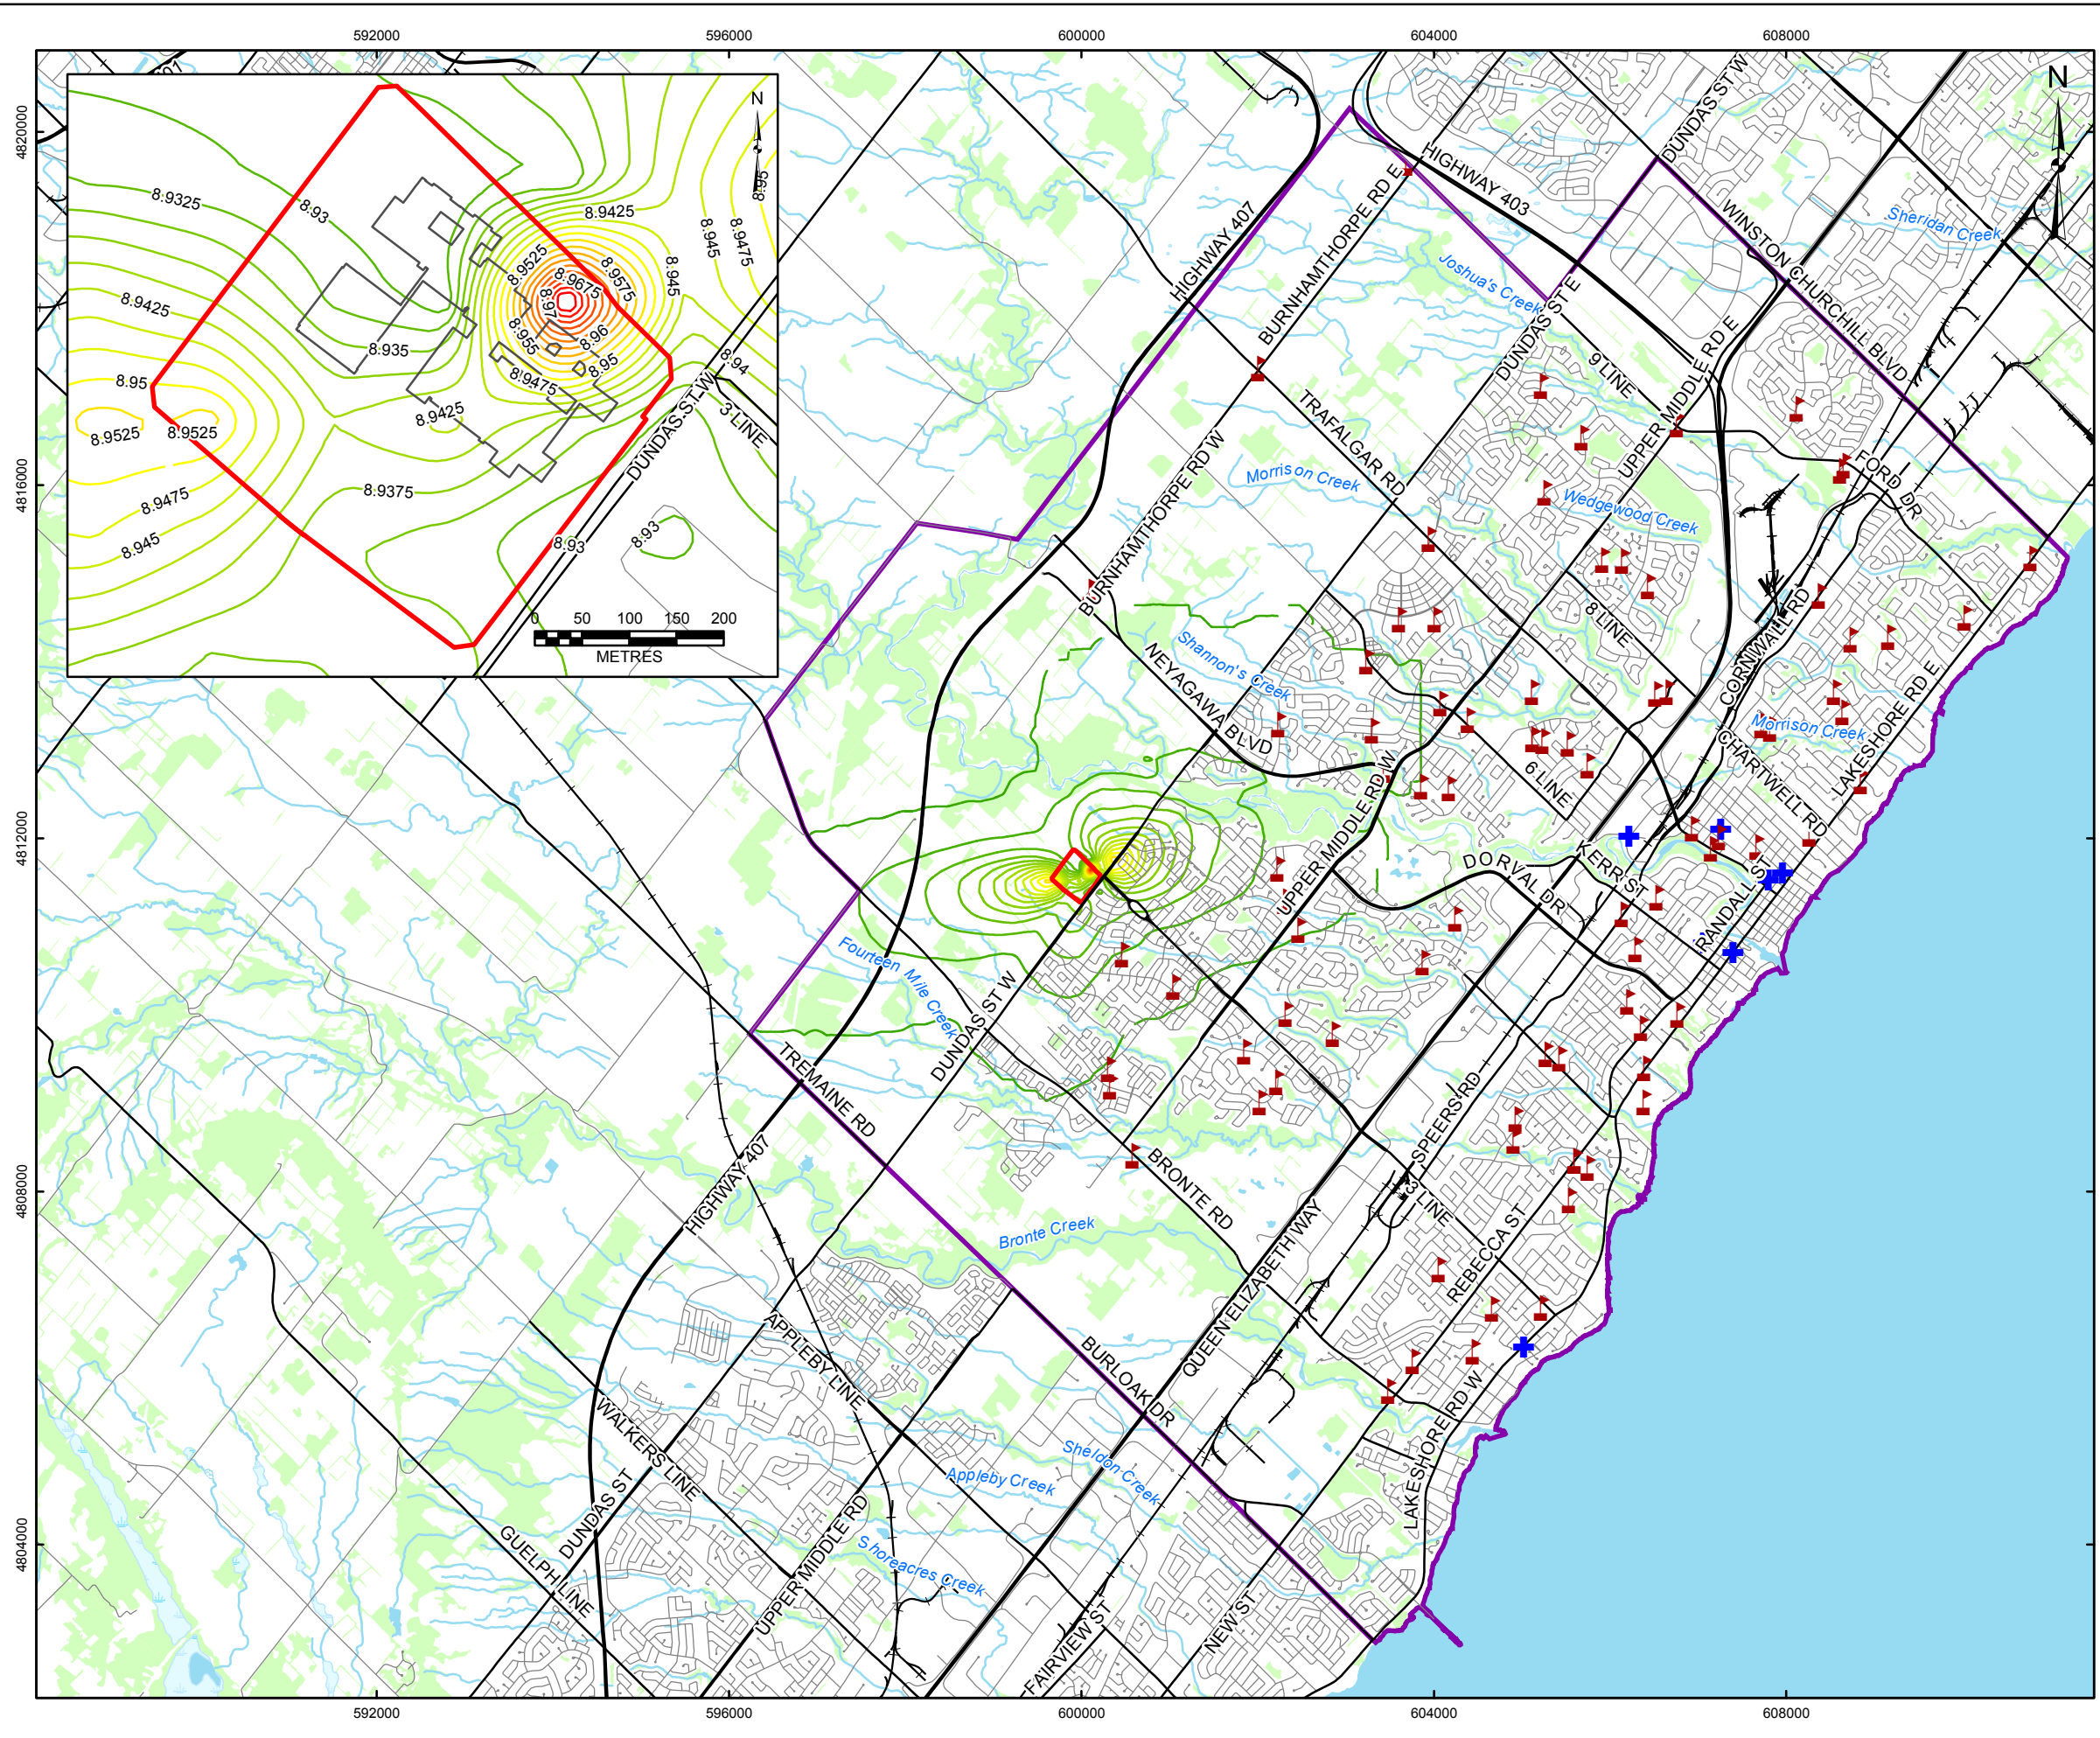 592000
596000
600000
604000
608000
4820000
4816000
4812000
4808000
4804000
N
8.9325
8.93
8.9425
8.945
8.9475
8.95
8.9525
8.9675
8.9575
8.945
8.97
8.9425
8.955
8.96
8.935
8.95
8.94
8.95
8.9475
8.9425
8.9525
8.9525
8.9475
8.9375
8.945
8.93
8.93
DUNDAS ST W
3 LINE
0 50 100 150 200
METRES
N
HIGHWAY 403
DUNDAS ST W
WINSTON CHURCHILL BLVD
Sheridan Creek
HIGHWAY 407
BURNHAMTHORPE RD E
Joshua's Creek
DUNDAS ST E
9 LINE
UPPER MIDDLE RD E
TRAFALGAR RD
FORD DR
BURNHAMTHORPE RD W
Morrison Creek
Wedgewood Creek
8 LINE
CORNWALL RD
NEYAGAWA BLVD
Shannon's Creek
Morrison Creek
LAKESHORE RD E
CHARTWELL RD
6 LINE
UPPER MIDDLE RD W
DORVAL DR
KERR ST
RANDALL ST
Fourteen Mile Creek
DUNDAS ST W
TREMAINE RD
HIGHWAY 407
BRONTE RD
SPEERS RD
3 LINE
REBECCA ST
Bronte Creek
QUEEN ELIZABETH WAY
APPLEBY LINE
BURLOAK DR
LAKESHORE RD W
WALKERS LINE
Sheldon Creek
Appleby Creek
DUNDAS ST
GUELPH LINE
UPPER MIDDLE RD
Shoreacres Creek
NEW ST
FAIRVIEW ST
592000
596000
600000
604000
608000